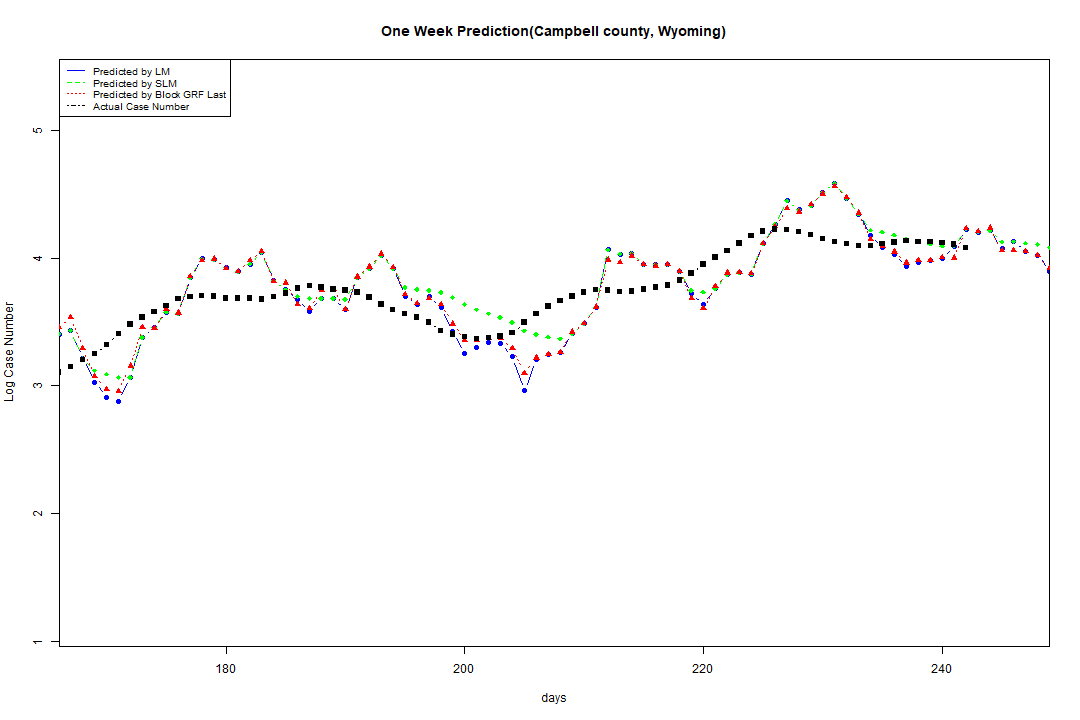 One Week Prediction(Campbell county, Wyoming)
Predicted by LM
Predicted by SLM
Predicted by Block GRF Last
Actual Case Number
5
4
3
2
1
Log Case Number
180 200 220 240
days